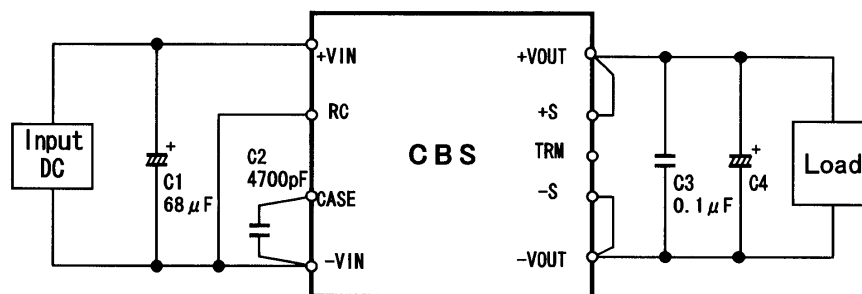 +VIN
+VOUT
RC
+S
Input
DC
+
C1
68μF
C2
4700pF
CBS
TRM
CASE
-S
C3
0.1μF
+
C4
Load
-VIN
-VOUT